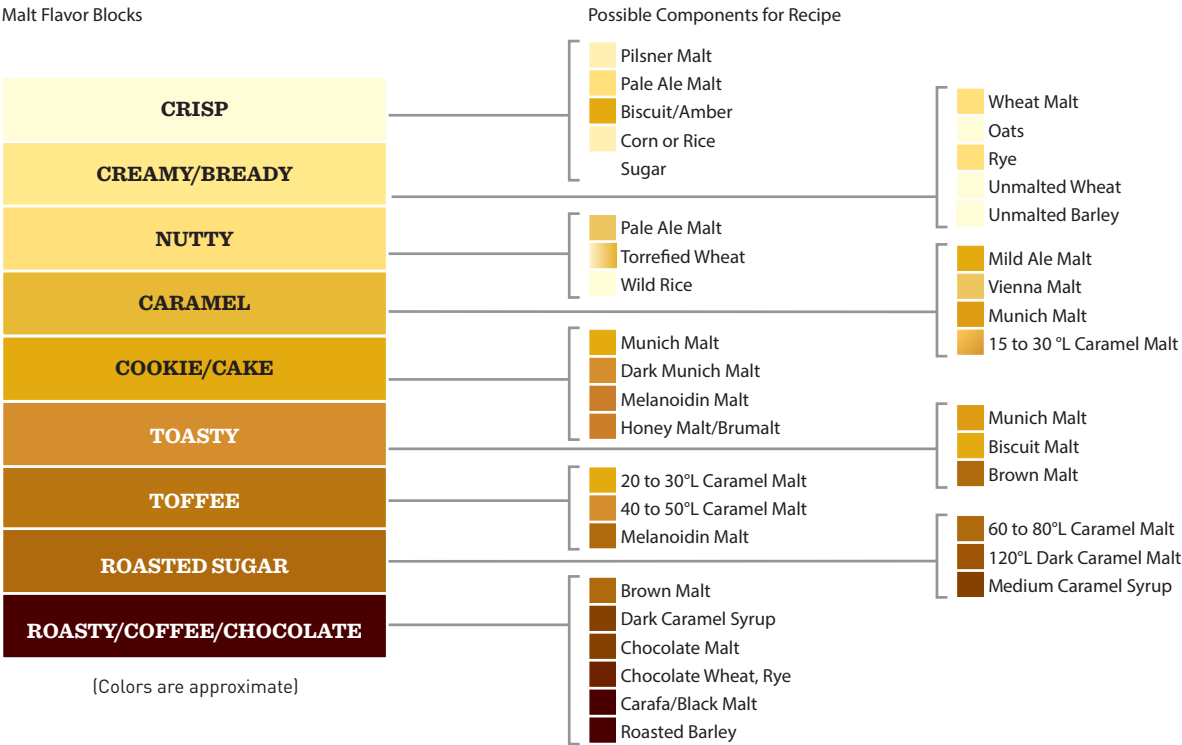 Malt Flavor Blocks
Possible Components for Recipe
CRISP
Pilsner Malt
Pale Ale Malt
Biscuit/Amber
Corn or Rice
Sugar
CREAMY/BREADY
Wheat Malt
Oats
Rye
Unmalted Wheat
Unmalted Barley
NUTTY
Pale Ale Malt
Torrefied Wheat
Wild Rice
CARAMEL
Mild Ale Malt
Vienna Malt
Munich Malt
15 to 30 °L Caramel Malt
COOKIE/CAKE
Munich Malt
Dark Munich Malt
Melanoidin Malt
Honey Malt/Brumalt
TOASTY
Munich Malt
Biscuit Malt
Brown Malt
TOFFEE
20 to 30°L Caramel Malt
40 to 50°L Caramel Malt
Melanoidin Malt
ROASTED SUGAR
60 to 80°L Caramel Malt
120°L Dark Caramel Malt
Medium Caramel Syrup
ROASTY/COFFEE/CHOCOLATE
Brown Malt
Dark Caramel Syrup
Chocolate Malt
Chocolate Wheat, Rye
Carafa/Black Malt
Roasted Barley
(Colors are approximate)